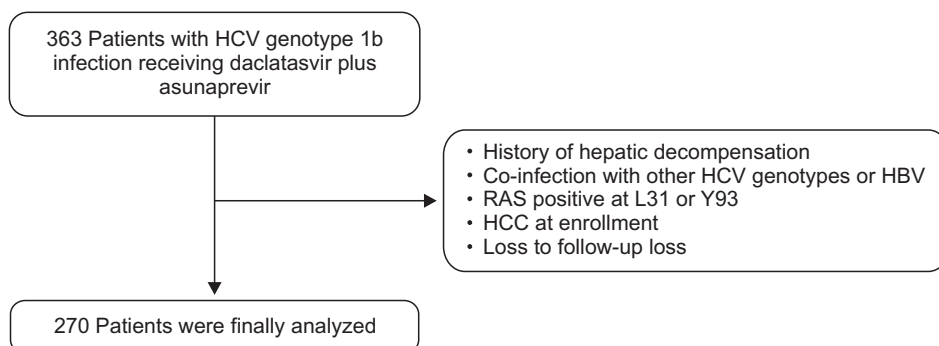 363 Patients with HCV genotype 1b
infection receiving daclatasvir plus
asunaprevir
• History of hepatic decompensation
• Co-infection with other HCV genotypes or HBV
• RAS positive at L31 or Y93
• HCC at enrollment
• Loss to follow-up loss
270 Patients were finally analyzed